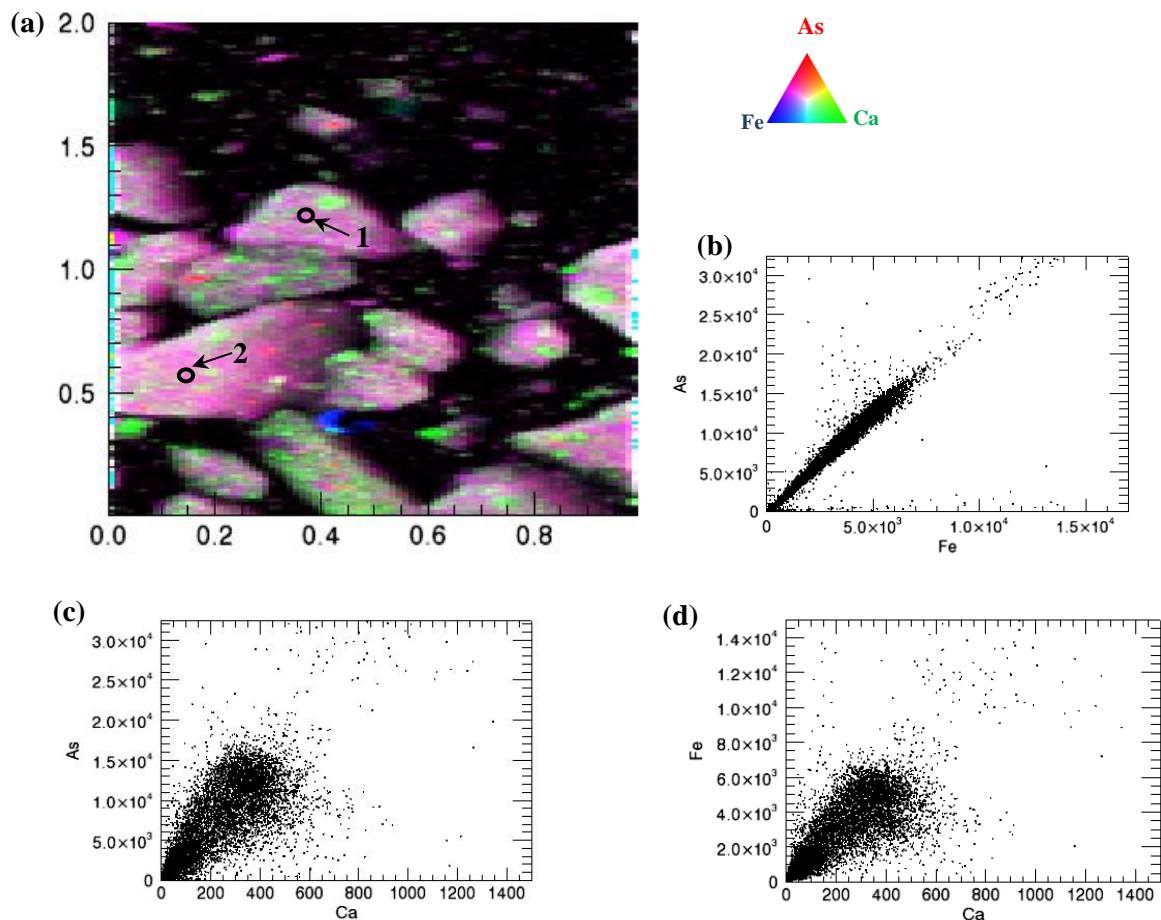 (a)
2.0
1.5
1.0
0.5
0.0 0.2 0.4 0.6 0.8
1
2
As
Fe Ca
(b)
3.0×10⁴
2.5×10⁴
2.0×10⁴
1.5×10⁴
1.0×10⁴
5.0×10³
0
As
0 5.0×10³ 1.0×10⁴ 1.5×10⁴
Fe
(c)
3.0×10⁴
2.5×10⁴
2.0×10⁴
1.5×10⁴
1.0×10⁴
5.0×10³
0
As
0 200 400 600 800 1000 1200 1400
Ca
(d)
1.4×10⁴
1.2×10⁴
1.0×10⁴
8.0×10³
6.0×10³
4.0×10³
2.0×10³
0
Fe
0 200 400 600 800 1000 1200 1400
Ca